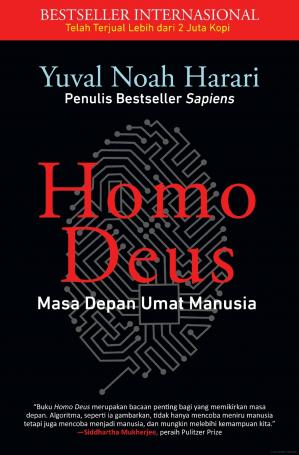 BESTSELLER INTERNASIONAL
Telah Terjual Lebih dari 2 Juta Kopi
Yuval Noah Harari
Penulis Bestseller Sapiens
Homo
Deus
Masa Depan Umat Manusia
"Buku Homo Deus merupakan bacaan penting bagi yang memikirkan masa
depan. Algoritma, seperti ia gambarkan, tidak hanya mencoba meniru manusia
tetapi juga mencoba menjadi manusia, dan mungkin melebihi kemampuan kita."
—Siddhartha Mukherjee, peraih Pulitzer Prize